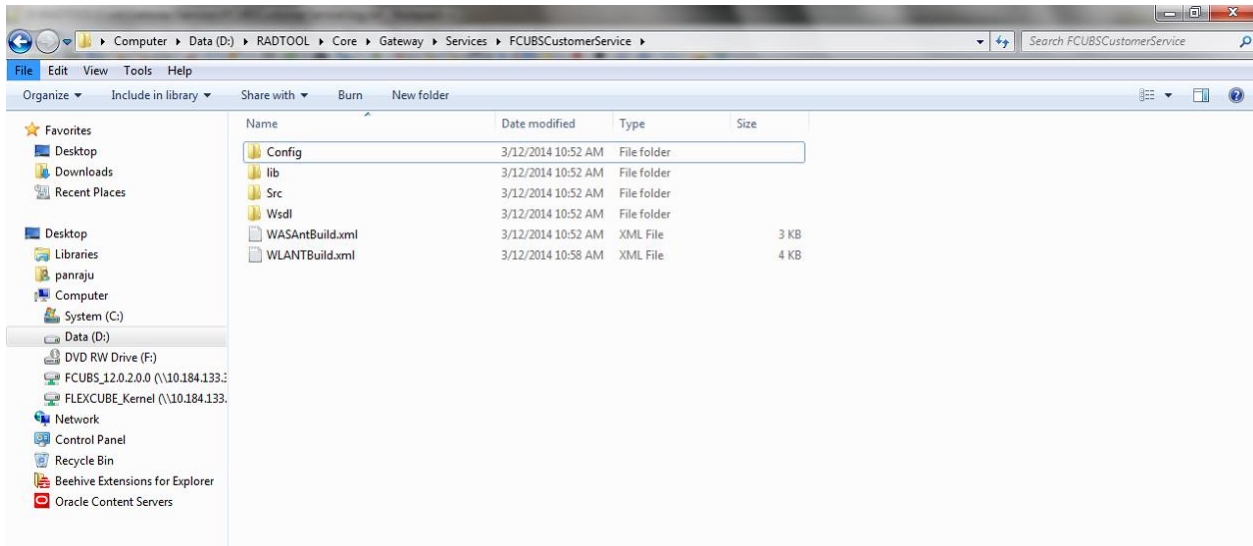 Computer ▸ Data (D:) ▸ RADTOOL ▸ Core ▸ Gateway ▸ Services ▸ FCUBSCustomerService ▸
Search FCUBSCustomerService
File Edit View Tools Help
Organize Include in library Share with Burn New folder
Name Date modified Type Size
Favorites
Desktop
Downloads
Recent Places
Desktop
Libraries
panraju
Computer
System (C:)
Data (D:)
DVD RW Drive (F:)
FCUBS_12.0.2.0.0 (\\10.184.133.3
FLEXCUBE_Kernel (\\10.184.133.
Network
Control Panel
Recycle Bin
Beehive Extensions for Explorer
Oracle Content Servers
Config 3/12/2014 10:52 AM File folder
lib 3/12/2014 10:52 AM File folder
Src 3/12/2014 10:52 AM File folder
Wsdl 3/12/2014 10:52 AM File folder
WASAntBuild.xml 3/12/2014 10:52 AM XML File 3 KB
WLANTBuild.xml 3/12/2014 10:58 AM XML File 4 KB